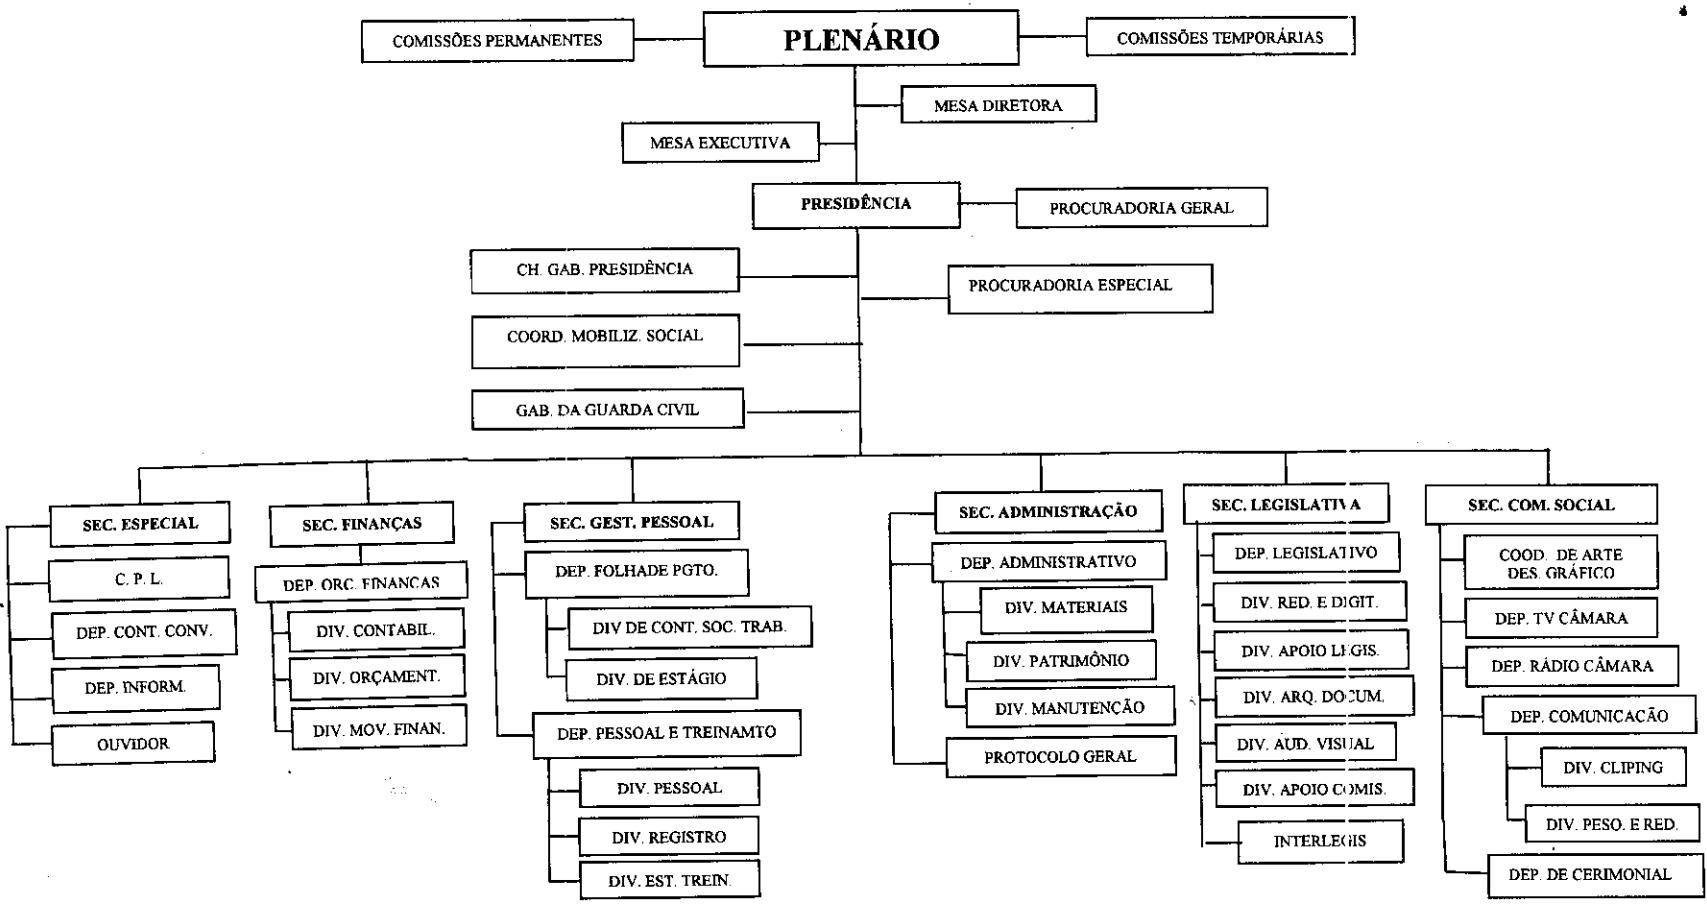 COMISSÕES PERMANENTES
PLENÁRIO
COMISSÕES TEMPORÁRIAS
MESA DIRETORA
MESA EXECUTIVA
PRESIDÊNCIA
PROCURADORIA GERAL
CH. GAB. PRESIDÊNCIA
PROCURADORIA ESPECIAL
COORD. MOBILIZ. SOCIAL
GAB. DA GUARDA CIVIL
SEC. ESPECIAL
C. P. L.
DEP. CONT. CONV.
DEP. INFORM.
OUVIDOR
SEC. FINANÇAS
DEP. ORC. FINANCAS
DIV. CONTABIL.
DIV. ORÇAMENT.
DIV. MOV. FINAN.
SEC. GEST. PESSOAL
DEP. FOLHADE PGTO.
DIV DE CONT. SOC. TRAB.
DIV. DE ESTÁGIO
DEP. PESSOAL E TREINAMTO
DIV. PESSOAL
DIV. REGISTRO
DIV. EST. TREIN.
SEC. ADMINISTRAÇÃO
DEP. ADMINISTRATIVO
DIV. MATERIAIS
DIV. PATRIMÔNIO
DIV. MANUTENÇÃO
PROTOCOLO GERAL
SEC. LEGISLATIVA
DEP. LEGISLATIVO
DIV. RED. E DIGIT.
DIV. APOIO LEGIS.
DIV. ARQ. DOCUM.
DIV. AUD. VISUAL
DIV. APOIO COMIS.
INTERLEGIS
SEC. COM. SOCIAL
COOD. DE ARTE
DES. GRÁFICO
DEP. TV CÂMARA
DEP. RÁDIO CÂMARA
DEP. COMUNICACÃO
DIV. CLIPING
DIV. PESQ. E RED.
DEP. DE CERIMONIAL